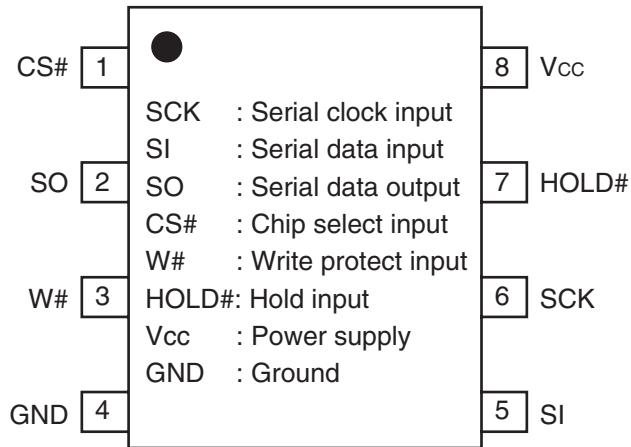 CS# 1 8 Vcc
SCK : Serial clock input
SI : Serial data input
SO 2 7 HOLD#
SO : Serial data output
CS# : Chip select input
W# : Write protect input
W# 3 6 SCK
HOLD#: Hold input
Vcc : Power supply
GND : Ground
GND 4 5 SI